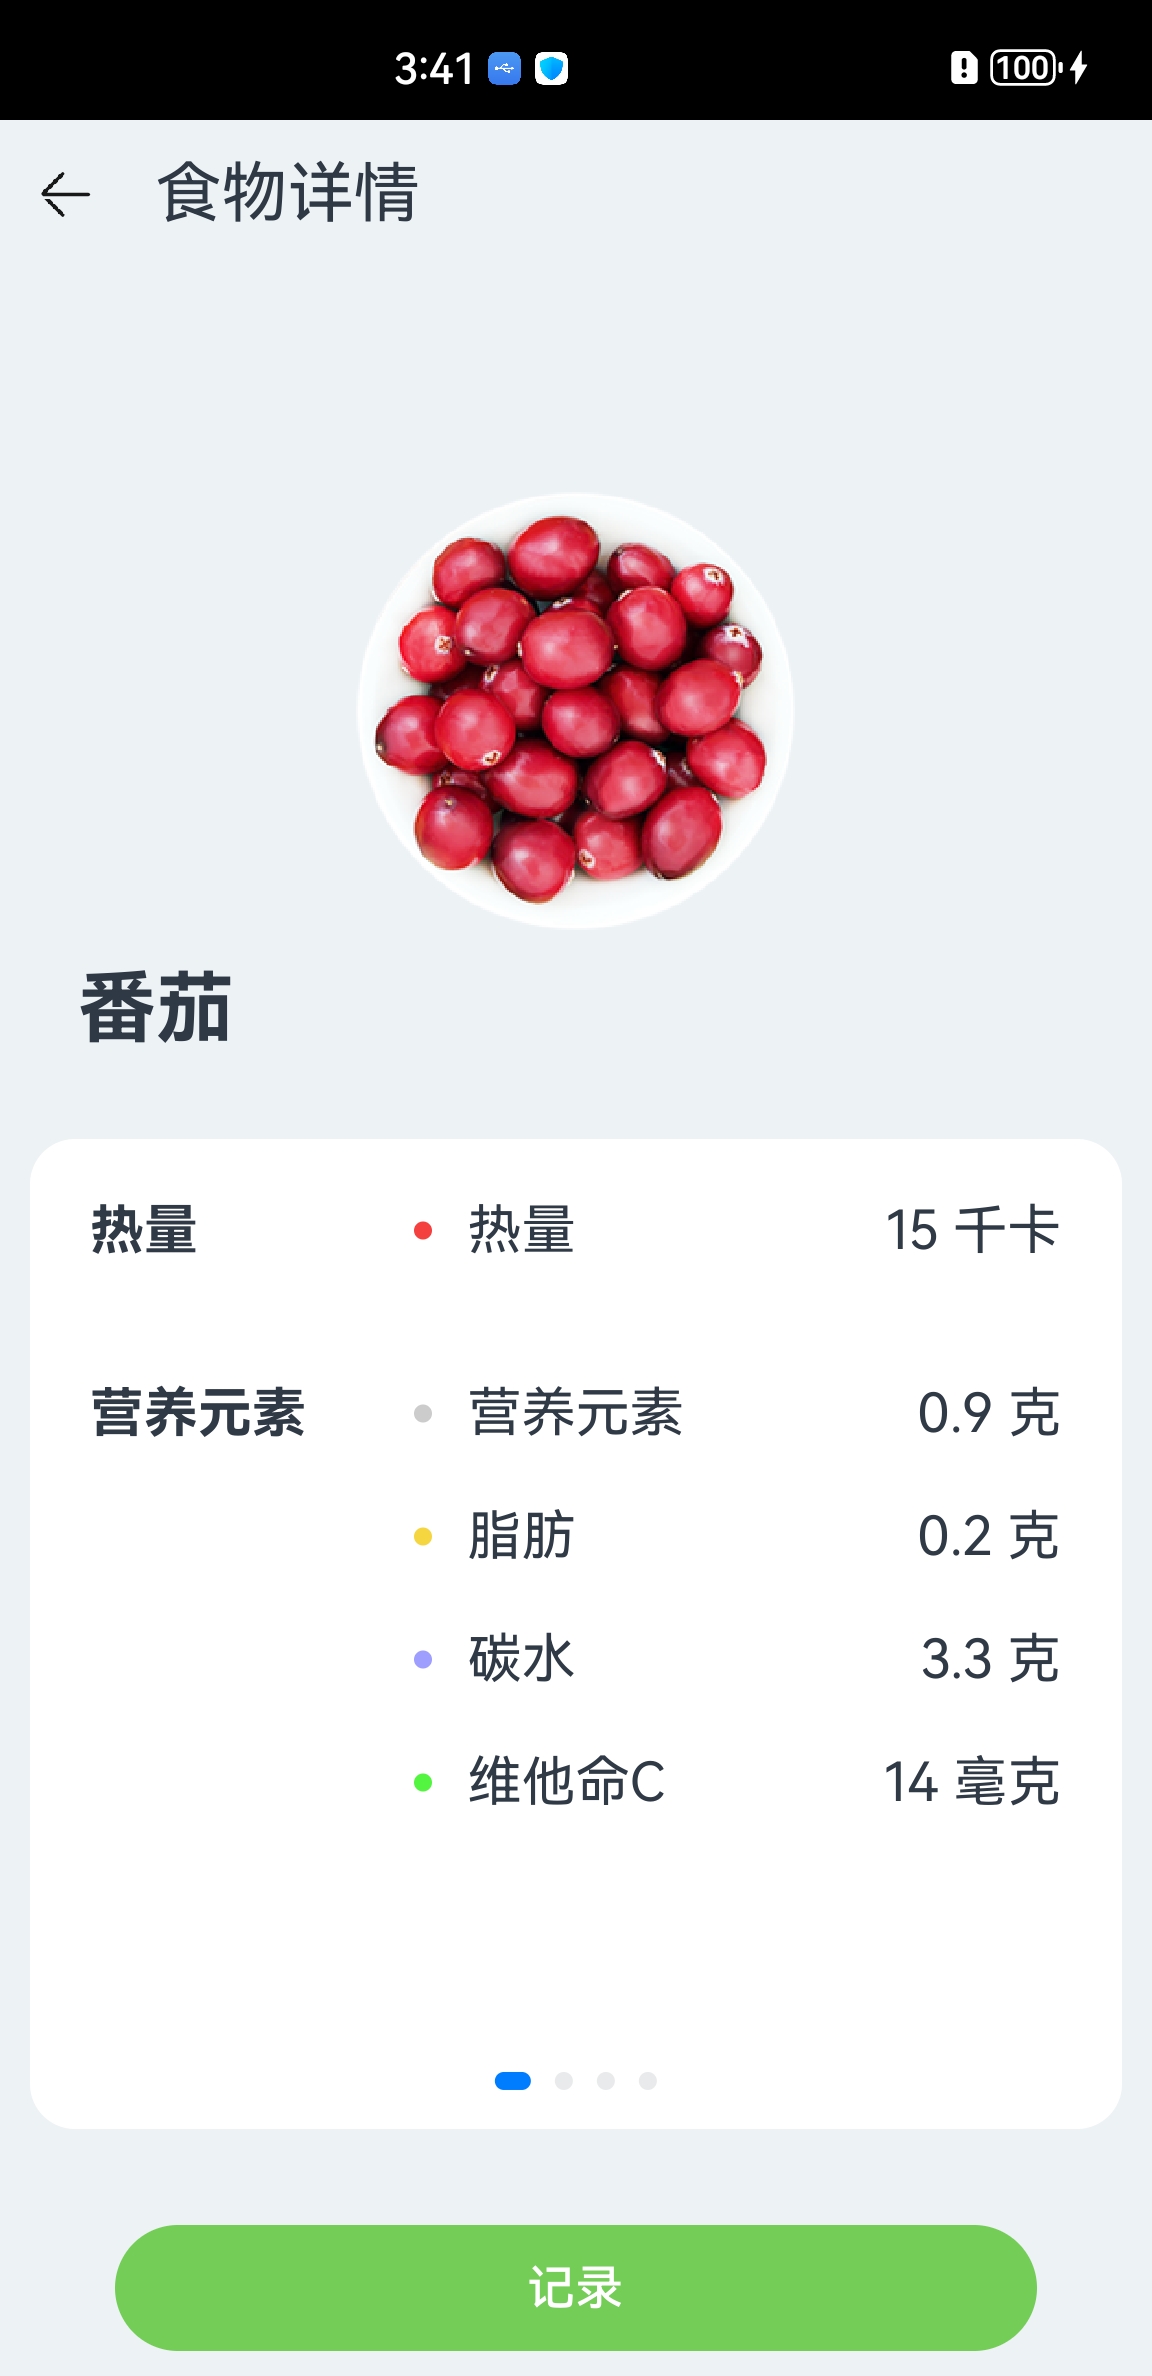 3:41
100
食物详情
番茄
热量 热量 15 千卡
营养元素 营养元素 0.9 克
脂肪 0.2 克
碳水 3.3 克
维他命C 14 毫克
记录